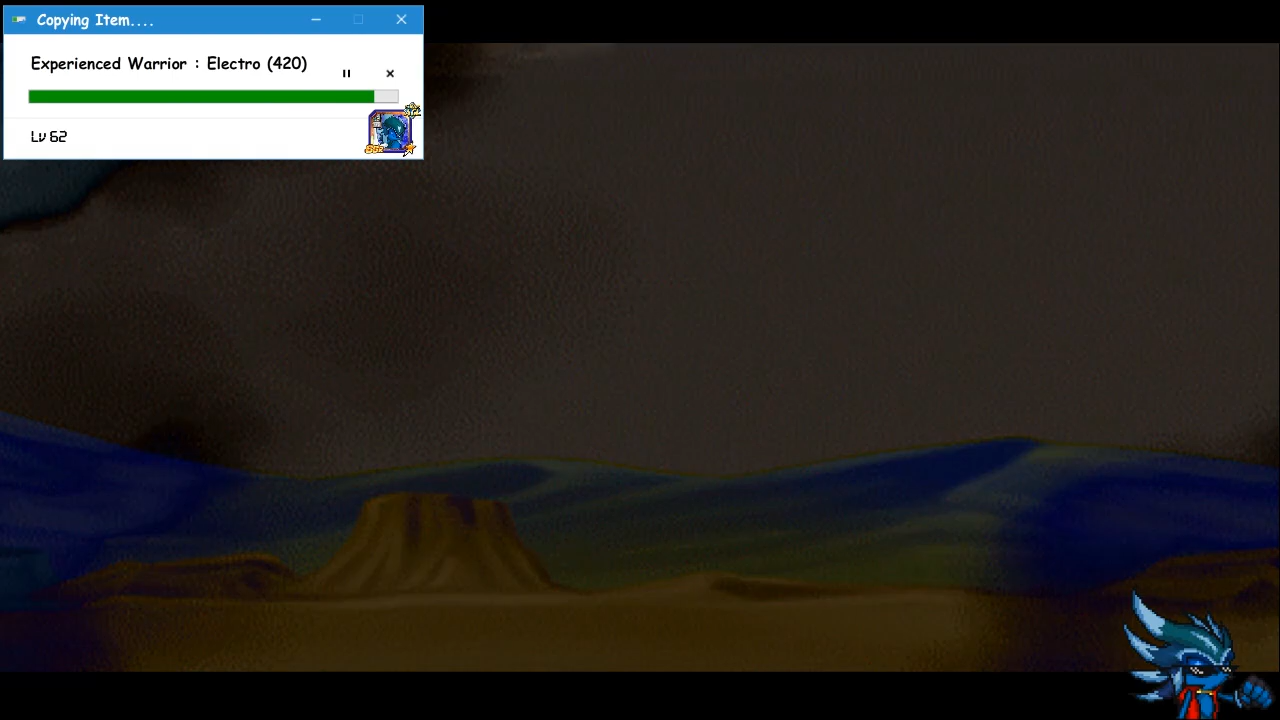 Copying Item....
Experienced Warrior : Electro (420)
Lv 62